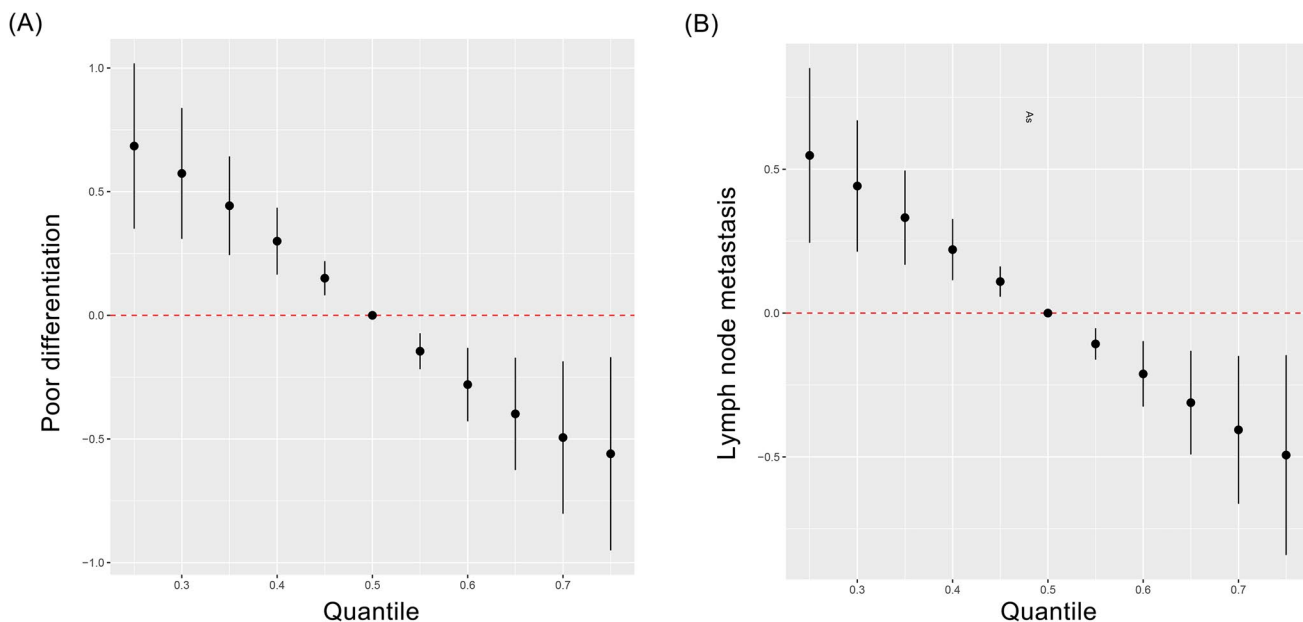 (A)
Poor differentiation
1.0
0.5
0.0
−0.5
−1.0
0.3 0.4 0.5 0.6 0.7
Quantile
(B)
Lymph node metastasis
0.5
0.0
−0.5
As
0.3 0.4 0.5 0.6 0.7
Quantile